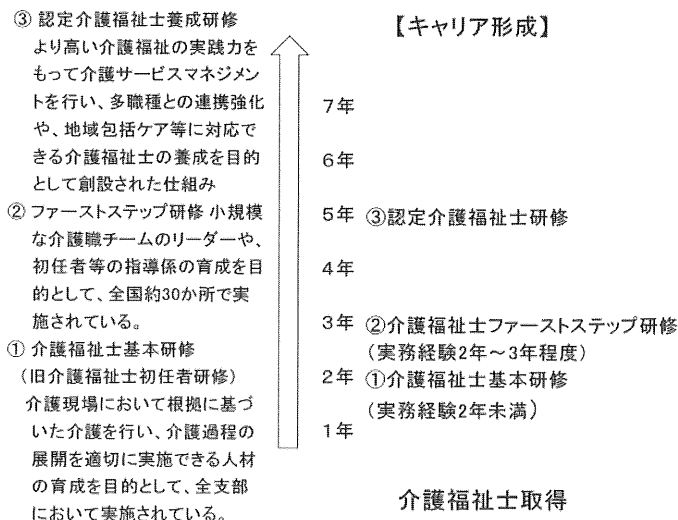 ③ 認定介護福祉士養成研修
より高い介護福祉の実践力を
もって介護サービスマネジメン
トを行い、多職種との連携強化
や、地域包括ケア等に対応で
きる介護福祉士の養成を目的
として創設された仕組み
② ファーストステップ研修 小規模
な介護職チームのリーダーや、
初任者等の指導係の育成を目
的として、全国約30か所で実
施されている。
① 介護福祉士基本研修
（旧介護福祉士初任者研修）
介護現場において根拠に基づ
いた介護を行い、介護過程の
展開を適切に実施できる人材
の育成を目的として、全支部
において実施されている。
【キャリア形成】
7年
6年
5年 ③認定介護福祉士研修
4年
3年 ②介護福祉士ファーストステップ研修
（実務経験2年～3年程度）
2年 ①介護福祉士基本研修
（実務経験2年未満）
1年
介護福祉士取得